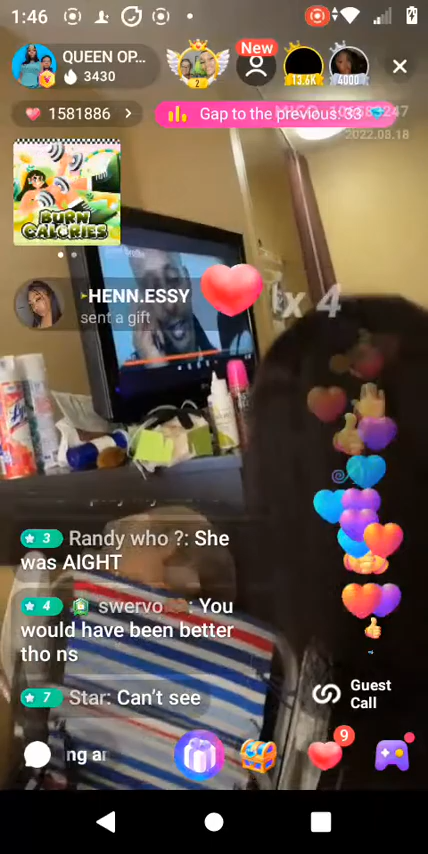 1:46
QUEEN OP...
3430
2
New
13.6K
4000
1581886
Gap to the previous: 33
2022.08.18
BURN
CALORIES
HENN.ESSY
sent a gift
x 4
3 Randy who ?: She
was AIGHT
4 swervo : You
would have been better
tho ns
7 Star: Can't see
Guest
Call
9